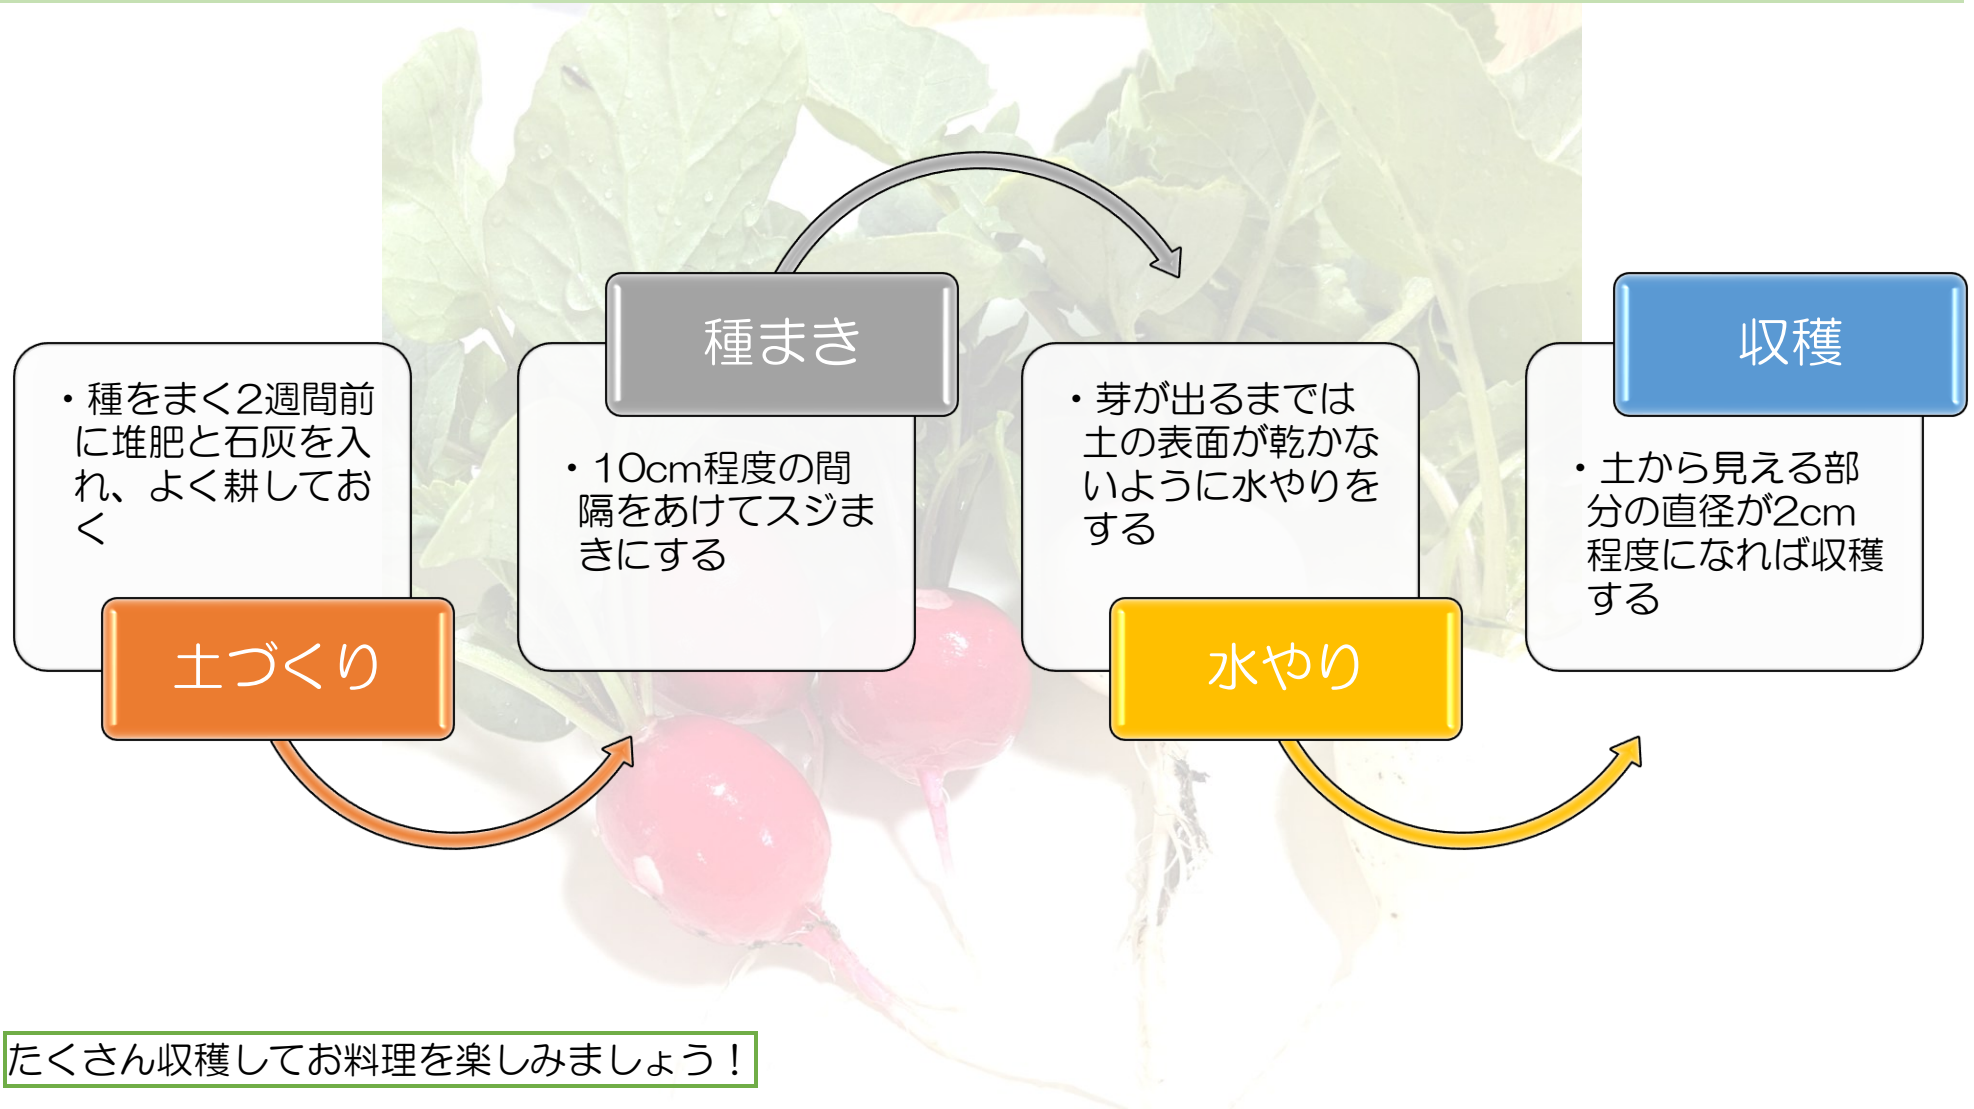 ・種をまく2週間前
に堆肥と石灰を入
れ、よく耕してお
く
土づくり
種まき
・10cm程度の間
隔をあけてスジま
きにする
・芽が出るまでは
土の表面が乾かな
いように水やりを
する
水やり
収穫
・土から見える部
分の直径が2cm
程度になれば収穫
する
たくさん収穫してお料理を楽しみましょう！